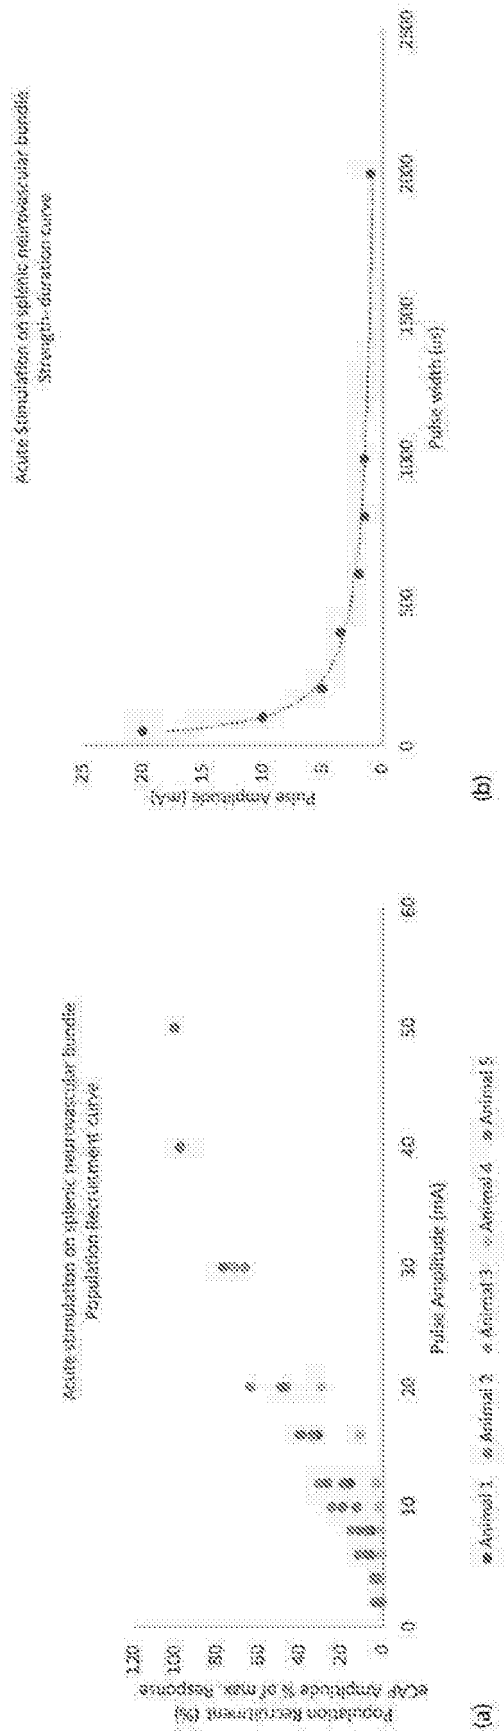 Acute stimulation on splenic neurovascular bundle
Population Recruitment curve
Population Recruitment (%)
eCAP Amplitude % of max. Response
120
100
80
60
40
20
0
0
10
20
30
40
50
60
Pulse Amplitude (mA)
Animal 1
Animal 2
Animal 3
Animal 4
Animal 5
(a)
Acute Stimulation on splenic neurovascular bundle
Strength-duration curve
Pulse Amplitude (mA)
25
20
15
10
5
0
0
500
1000
1500
2000
2500
Pulse width (us)
(b)